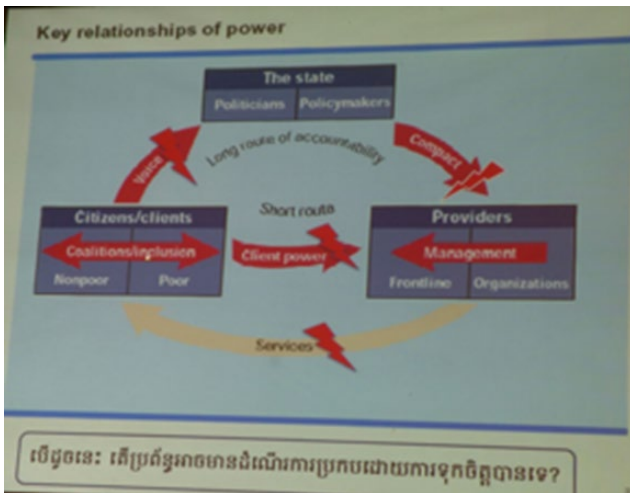 Key relationships of power
The state
Politicians Policymakers
Long route of accountability
Voice
Compact
Citizens/clients
Short route
Providers
Coalitions/inclusion
Client power
Management
Nonpoor Poor
Frontline Organizations
Services
បើដូចនេះ តើប្រព័ន្ធអាចមានដំណើរការប្រកបដោយការទុកចិត្តបានទេ?